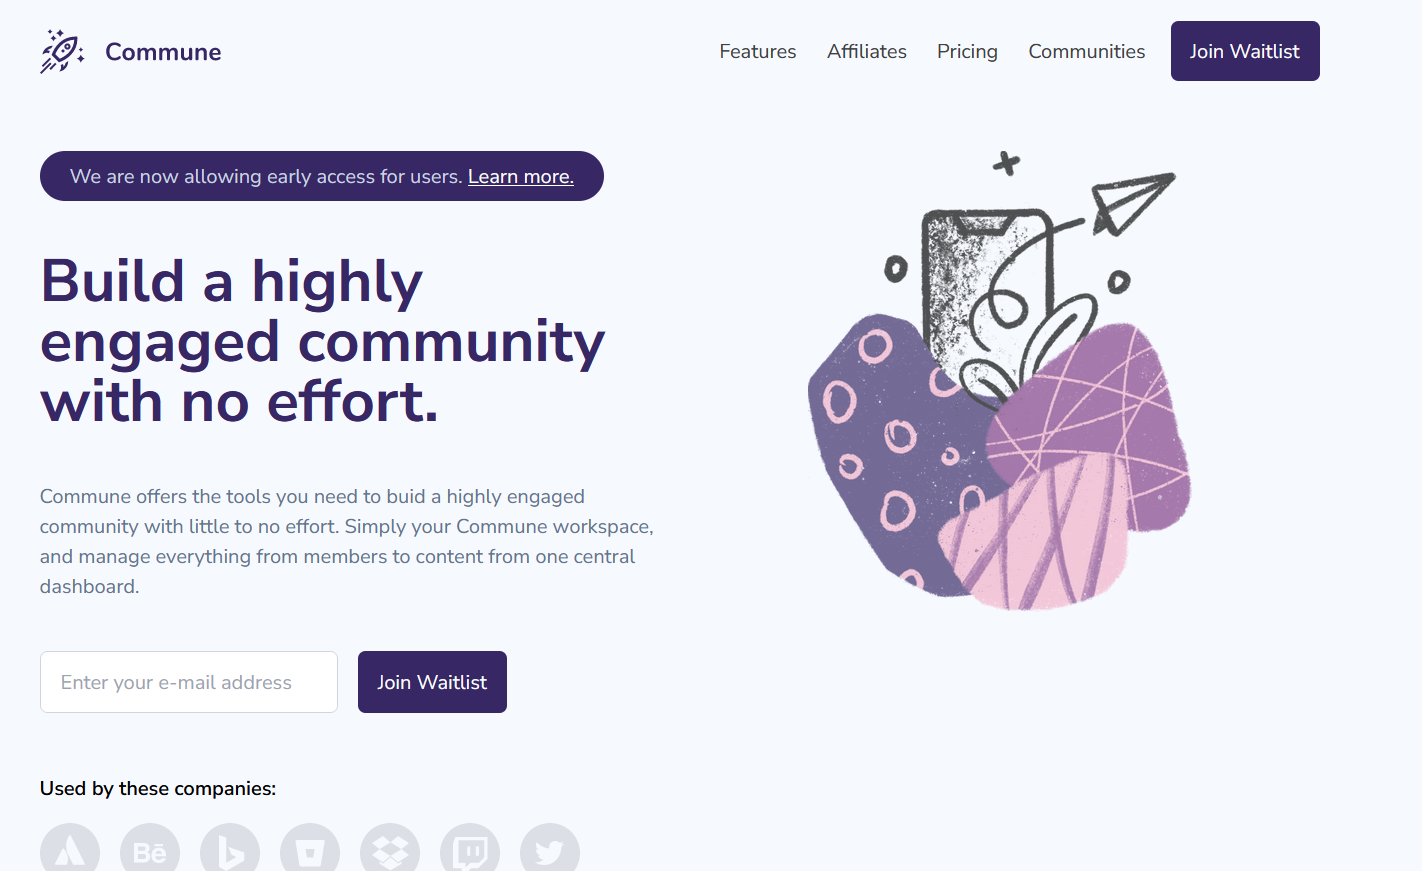 Commune
Features Affiliates Pricing Communities Join Waitlist
We are now allowing early access for users. Learn more.
Build a highly
engaged community
with no effort.
Commune offers the tools you need to buid a highly engaged
community with little to no effort. Simply your Commune workspace,
and manage everything from members to content from one central
dashboard.
Enter your e-mail address Join Waitlist
Used by these companies:
Bē